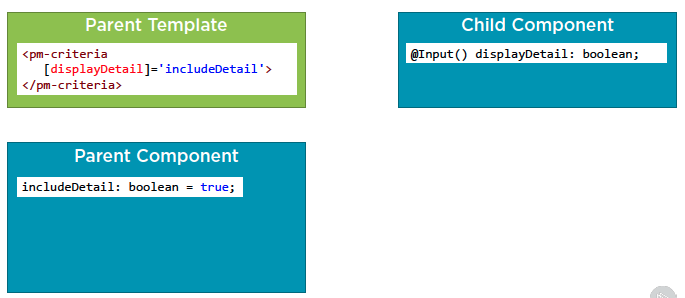 Parent Template
<pm-criteria
[displayDetail]='includeDetail'>
</pm-criteria>
Child Component
@Input() displayDetail: boolean;
Parent Component
includeDetail: boolean = true;